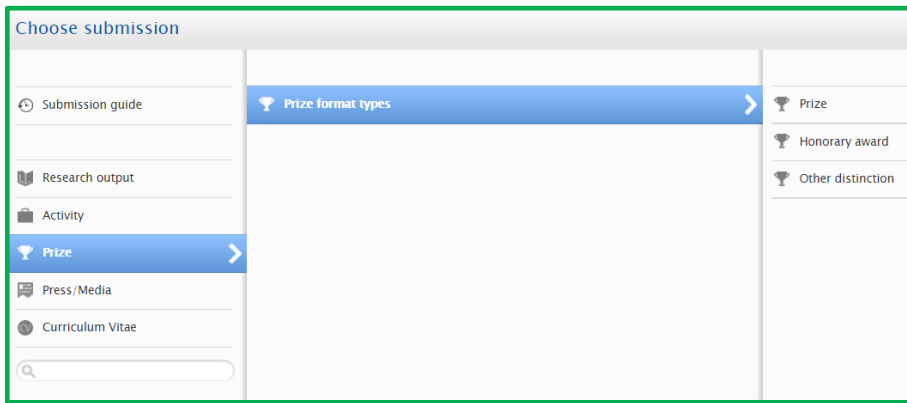 Choose submission
Submission guide
Research output
Activity
Prize
Press/Media
Curriculum Vitae
Prize format types
Prize
Honorary award
Other distinction